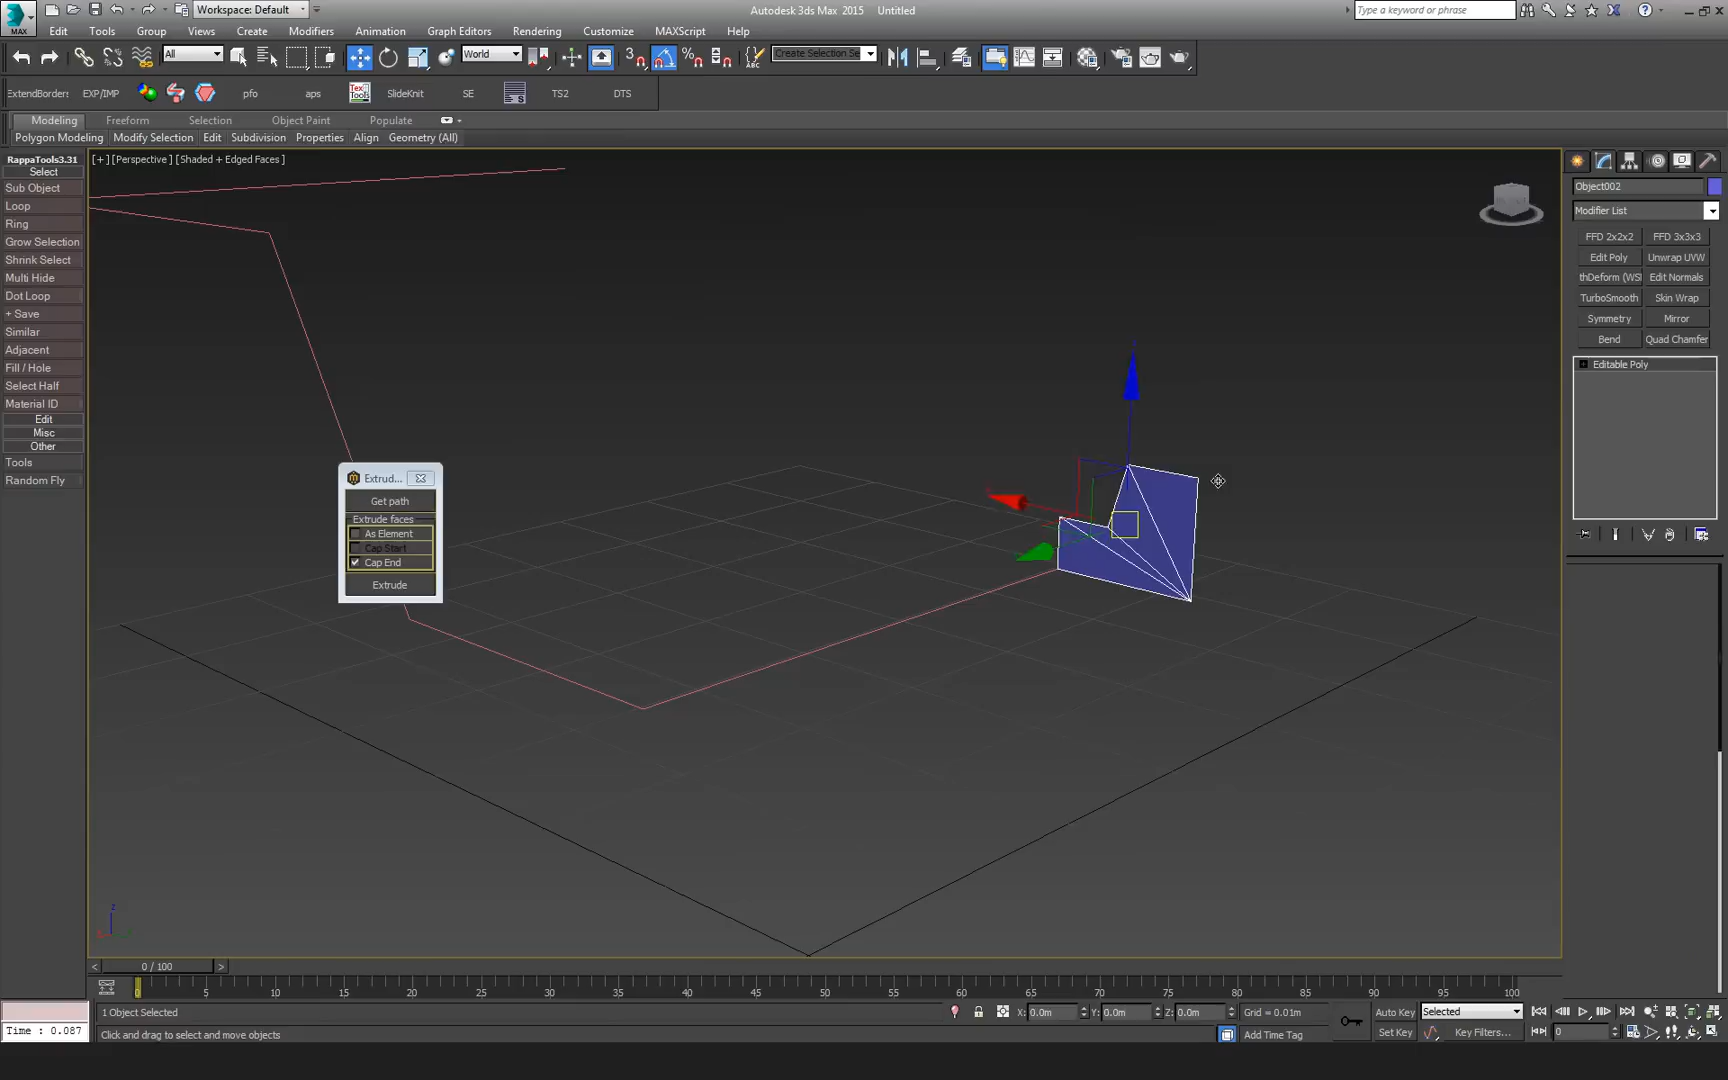 MAX
Workspace: Default
Autodesk 3ds Max 2015 Untitled
Type a keyword or phrase
Edit Tools Group Views Create Modifiers Animation Graph Editors Rendering Customize MAXScript Help
All
World
3
Create Selection Se
ExtendBorders EXP/IMP pfo aps SlideKnit SE TS2 DTS
Modeling Freeform Selection Object Paint Populate
Polygon Modeling Modify Selection Edit Subdivision Properties Align Geometry (All)
RappaTools3.31
Select
Sub Object
Loop
Ring
Grow Selection
Shrink Select
Multi Hide
Dot Loop
+ Save
Similar
Adjacent
Fill / Hole
Select Half
Material ID
Edit
Misc
Other
Tools
Random Fly
[+] [Perspective] [Shaded + Edged Faces]
Extrud...
Get path
Extrude faces
As Element
Cap Start
Cap End
Extrude
z
Object002
Modifier List
FFD 2x2x2 FFD 3x3x3
Edit Poly Unwrap UVW
thDeform (WS Edit Normals
TurboSmooth Skin Wrap
Symmetry Mirror
Bend Quad Chamfer
Editable Poly
< 0 / 100 >
0 5 10 15 20 25 30 35 40 45 50 55 60 65 70 75 80 85 90 95 100
1 Object Selected
X: 0.0m Y: 0.0m Z: 0.0m Grid = 0.01m
Auto Key Selected
Time : 0.087
Click and drag to select and move objects
Add Time Tag
Set Key Key Filters... 0